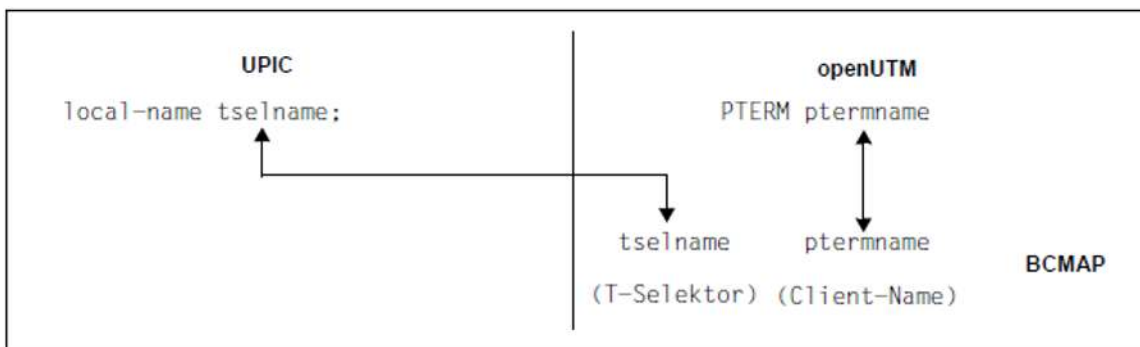 UPIC openUTM
local-name tselname; PTERM ptermname
tselname ptermname
BCMAP
(T-Selektor) (Client-Name)